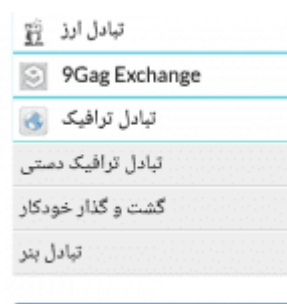 تبادل ارز
9Gag Exchange
تبادل ترافیک
تبادل ترافیک دستی
گشت و گذار خودکار
تبادل بنر